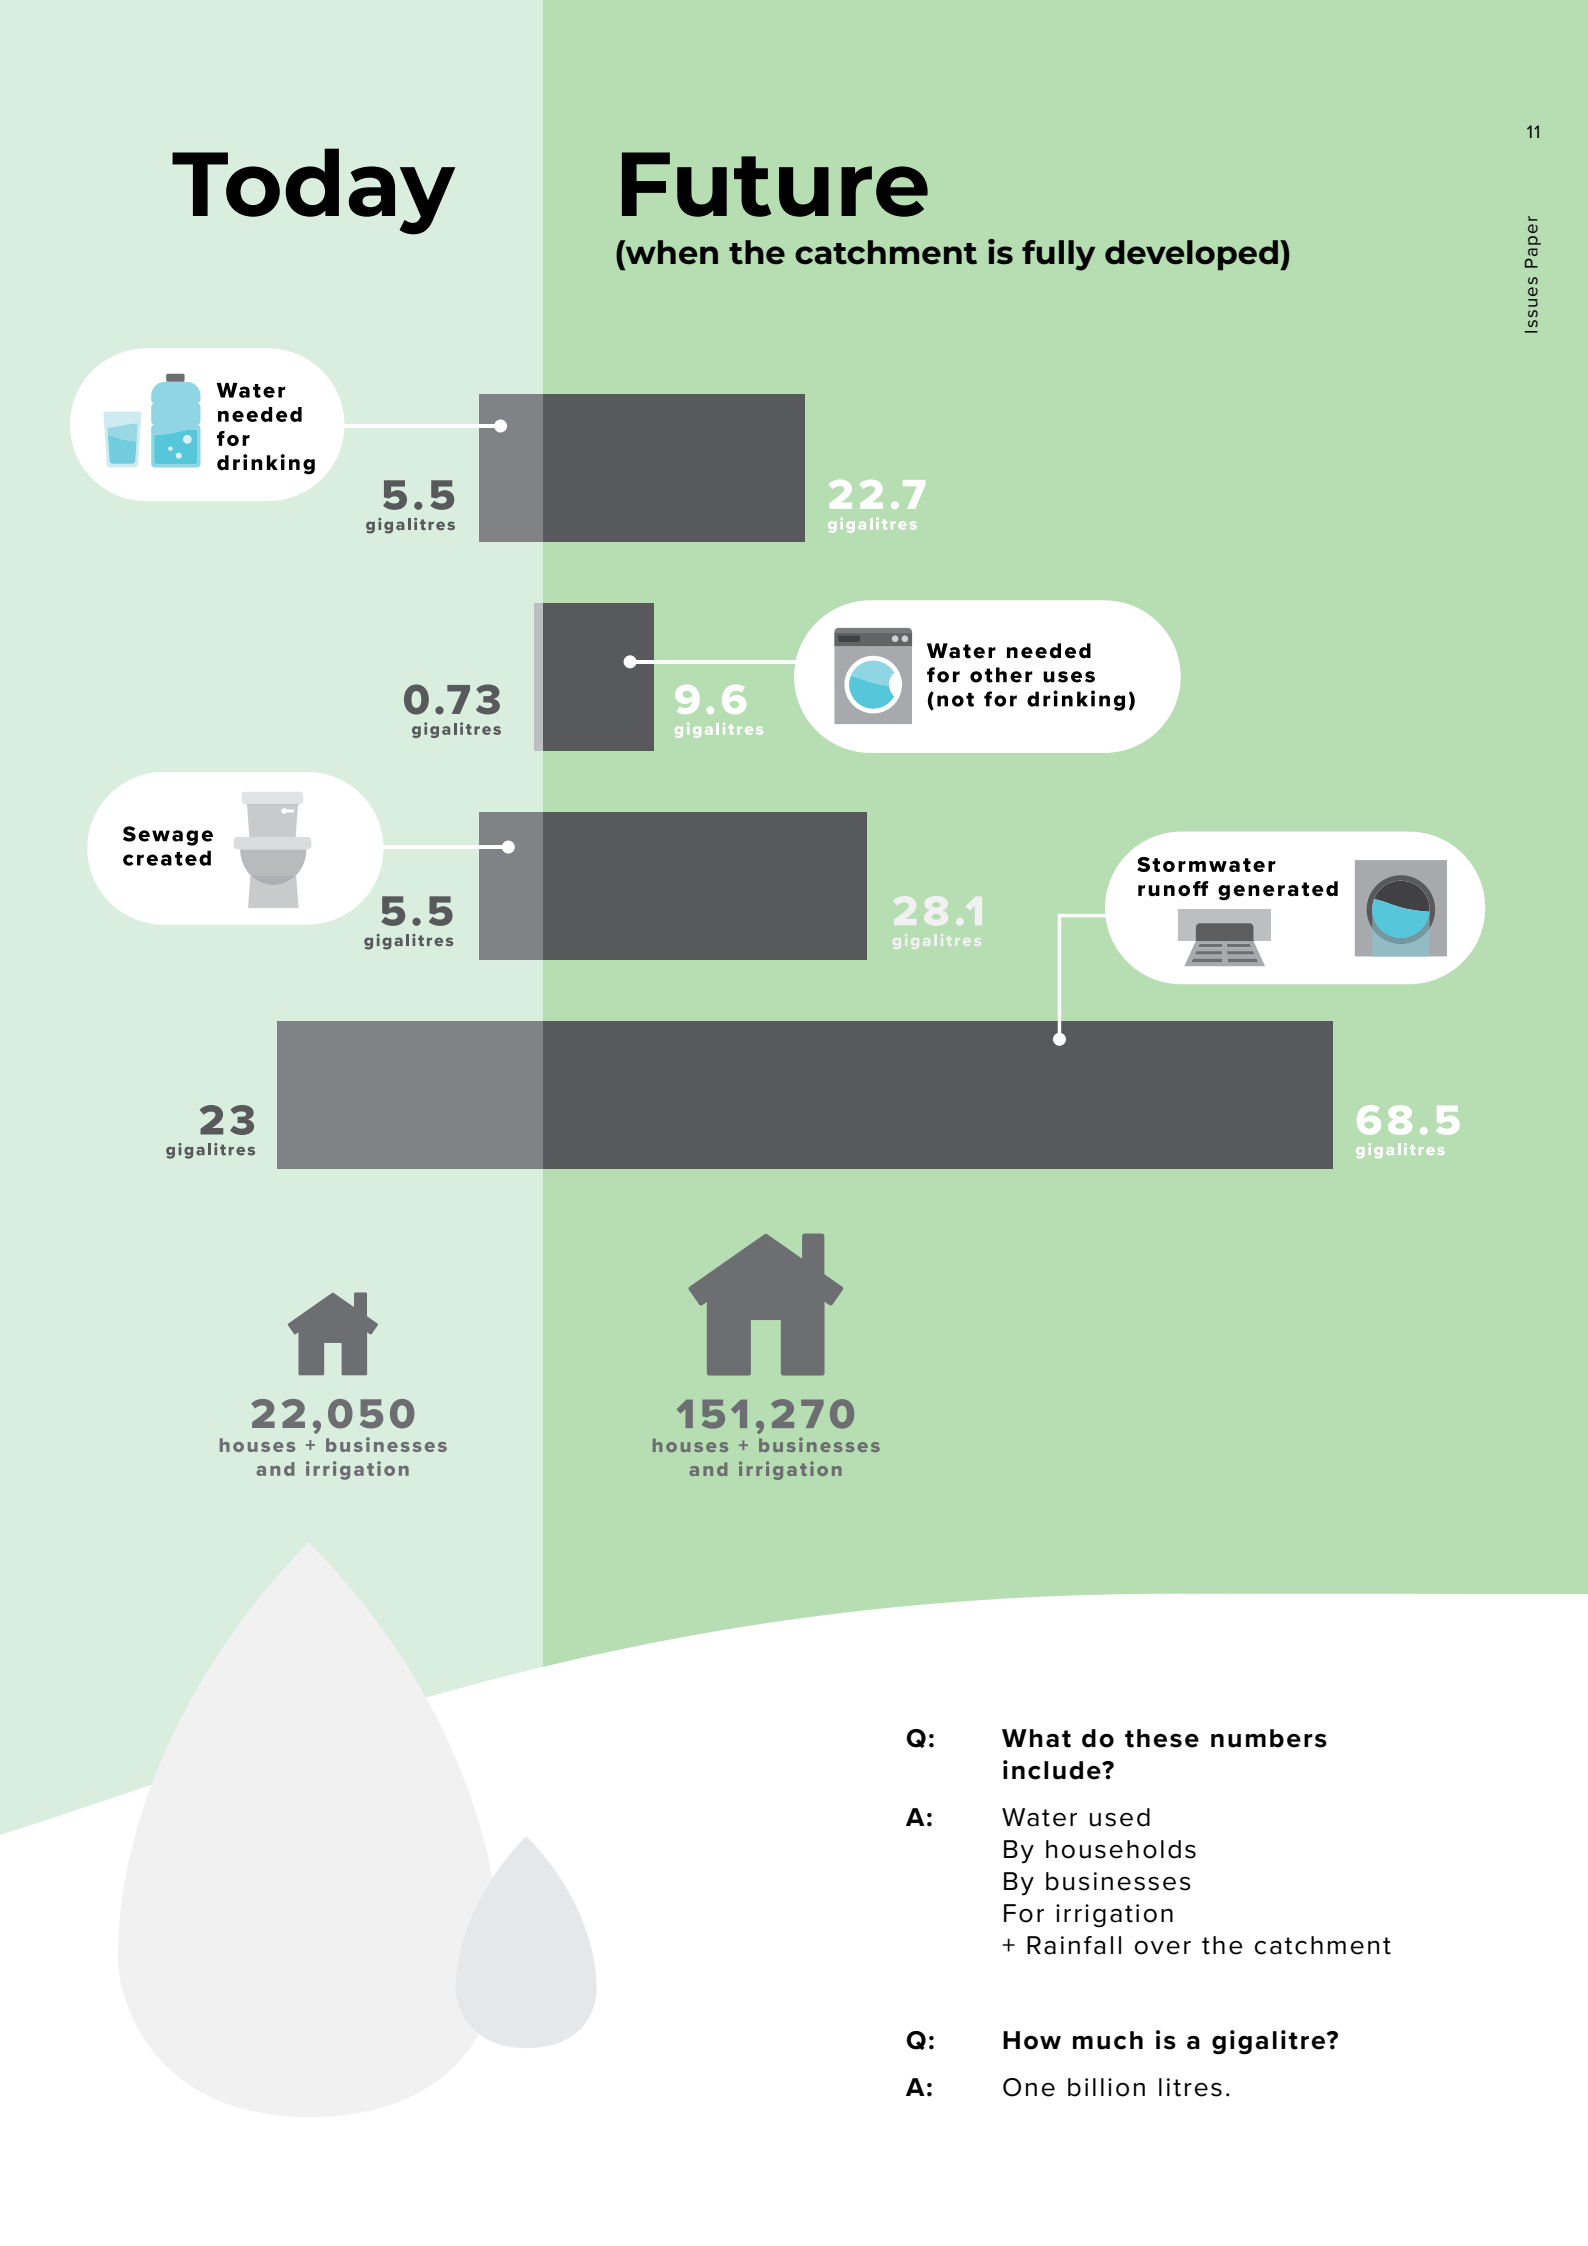 11
Issues Paper
Today
Future
(when the catchment is fully developed)
Water
needed
for
drinking
5.5
gigalitres
22.7
gigalitres
0.73
gigalitres
9.6
gigalitres
Water needed
for other uses
(not for drinking)
Sewage
created
5.5
gigalitres
28.1
gigalitres
Stormwater
runoff generated
23
gigalitres
68.5
gigalitres
22,050
houses + businesses
and irrigation
151,270
houses + businesses
and irrigation
Q: What do these numbers
include?
A: Water used
By households
By businesses
For irrigation
+ Rainfall over the catchment
Q: How much is a gigalitre?
A: One billion litres.